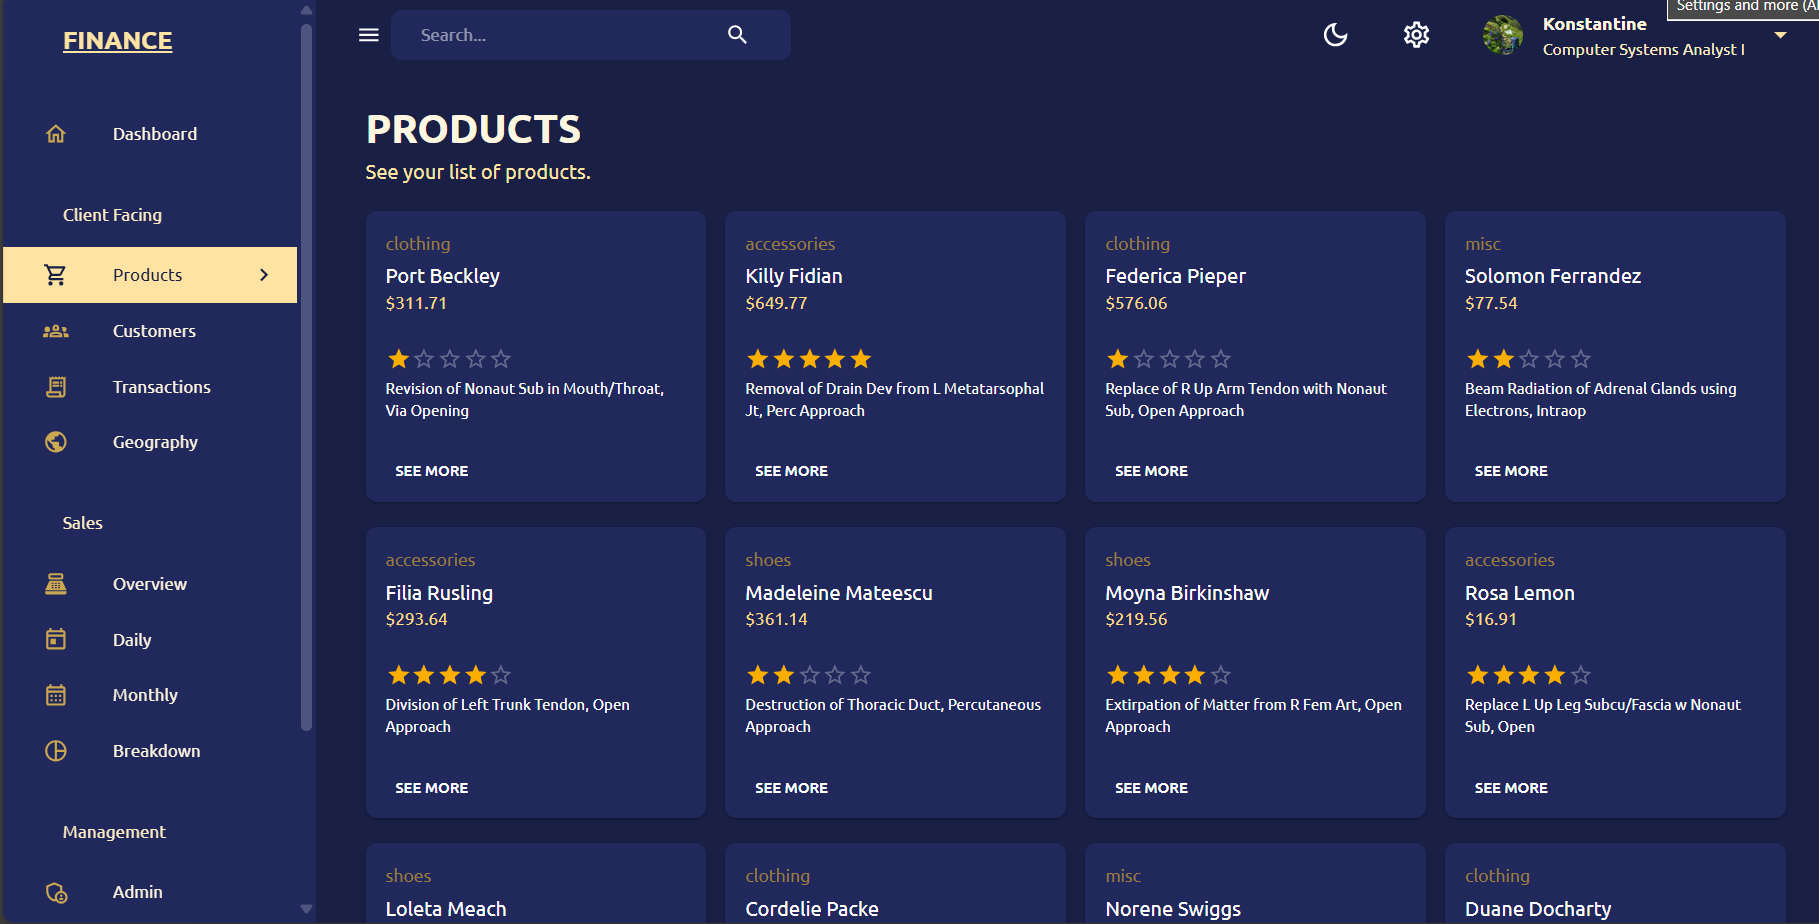 FINANCE
Dashboard
Client Facing
Products
Customers
Transactions
Geography
Sales
Overview
Daily
Monthly
Breakdown
Management
Admin
Search...
Settings and more (Al
Konstantine
Computer Systems Analyst I
PRODUCTS
See your list of products.
clothing
Port Beckley
$311.71
Revision of Nonaut Sub in Mouth/Throat,
Via Opening
SEE MORE
accessories
Killy Fidian
$649.77
Removal of Drain Dev from L Metatarsophal
Jt, Perc Approach
SEE MORE
clothing
Federica Pieper
$576.06
Replace of R Up Arm Tendon with Nonaut
Sub, Open Approach
SEE MORE
misc
Solomon Ferrandez
$77.54
Beam Radiation of Adrenal Glands using
Electrons, Intraop
SEE MORE
accessories
Filia Rusling
$293.64
Division of Left Trunk Tendon, Open
Approach
SEE MORE
shoes
Madeleine Mateescu
$361.14
Destruction of Thoracic Duct, Percutaneous
Approach
SEE MORE
shoes
Moyna Birkinshaw
$219.56
Extirpation of Matter from R Fem Art, Open
Approach
SEE MORE
accessories
Rosa Lemon
$16.91
Replace L Up Leg Subcu/Fascia w Nonaut
Sub, Open
SEE MORE
shoes
Loleta Meach
clothing
Cordelie Packe
misc
Norene Swiggs
clothing
Duane Docharty